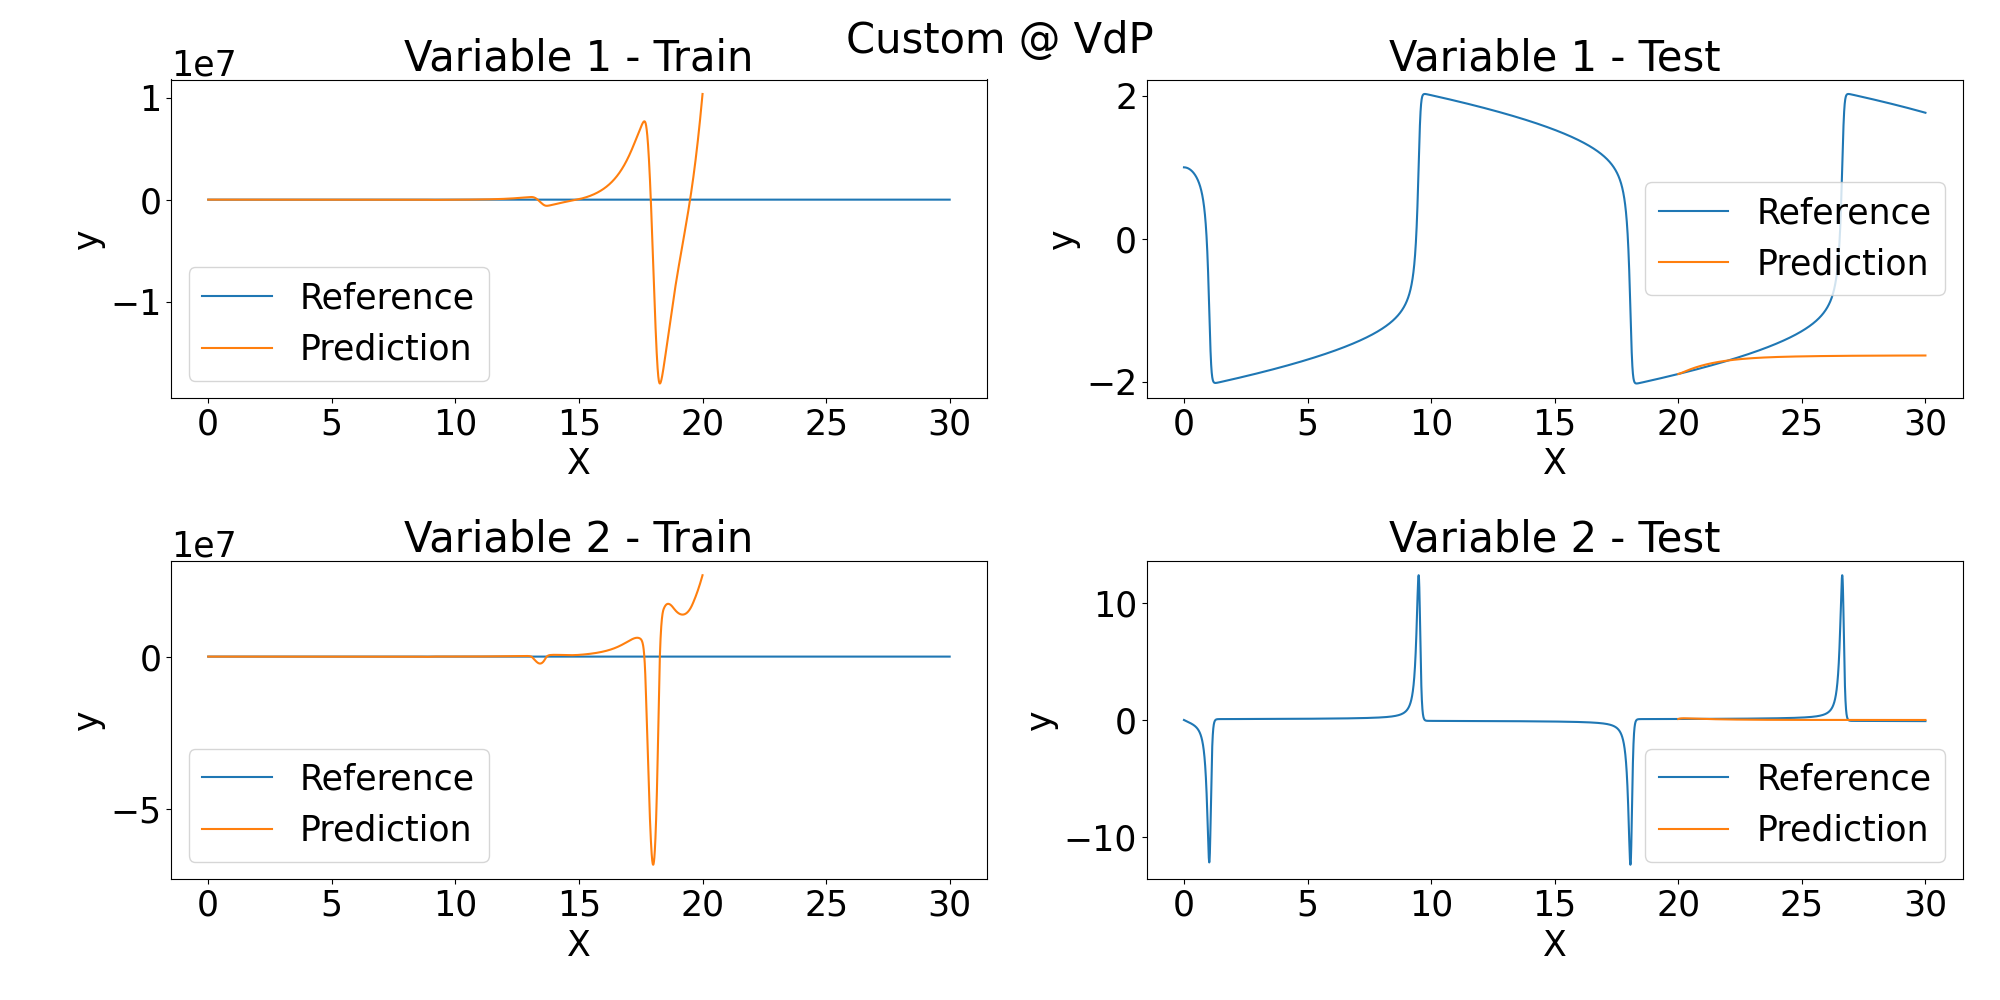 Custom @ VdP
Variable 1 - Train
1e7
1
0
−1
y
Reference
Prediction
0 5 10 15 20 25 30
X
Variable 1 - Test
2
0
−2
y
Reference
Prediction
0 5 10 15 20 25 30
X
Variable 2 - Train
1e7
0
−5
y
Reference
Prediction
0 5 10 15 20 25 30
X
Variable 2 - Test
10
0
−10
y
Reference
Prediction
0 5 10 15 20 25 30
X